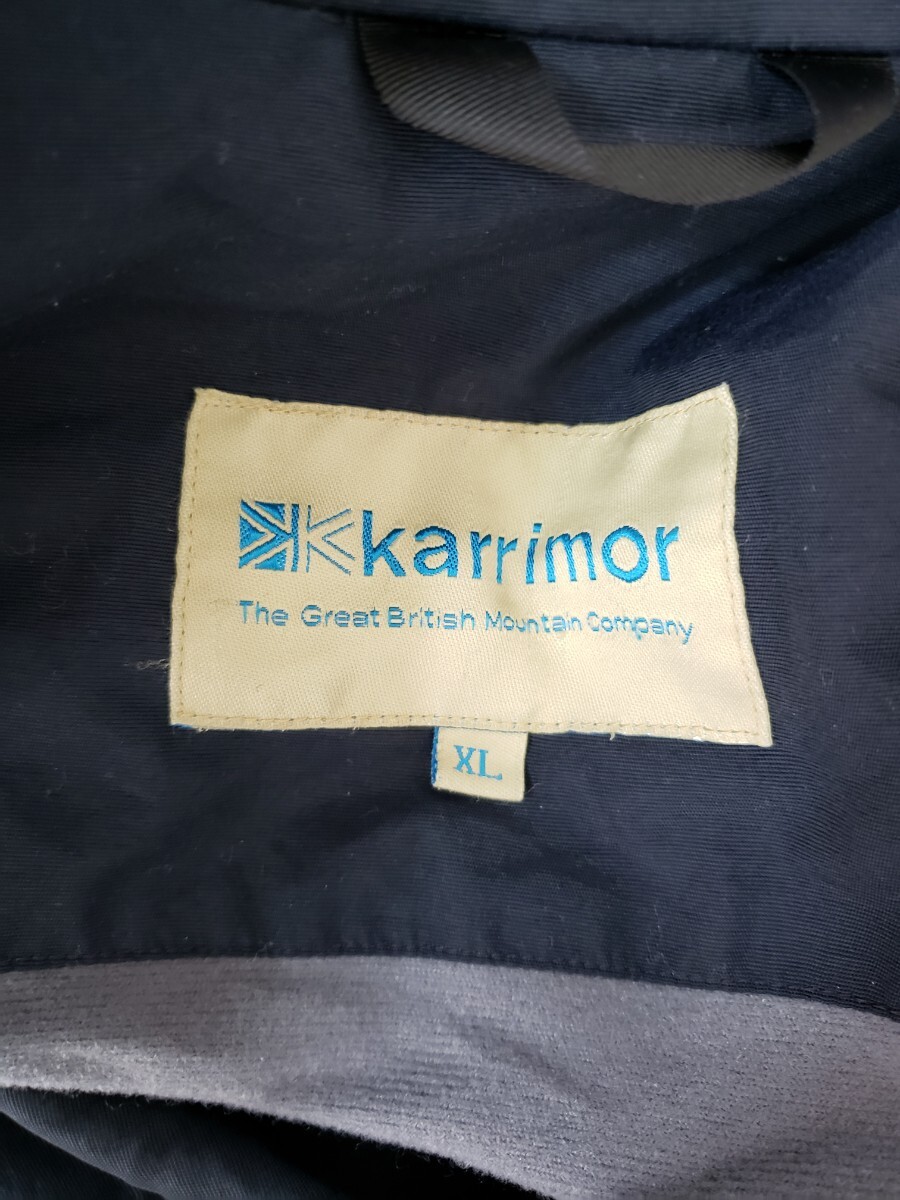 karrimor
The Great British Mountain Company
XL